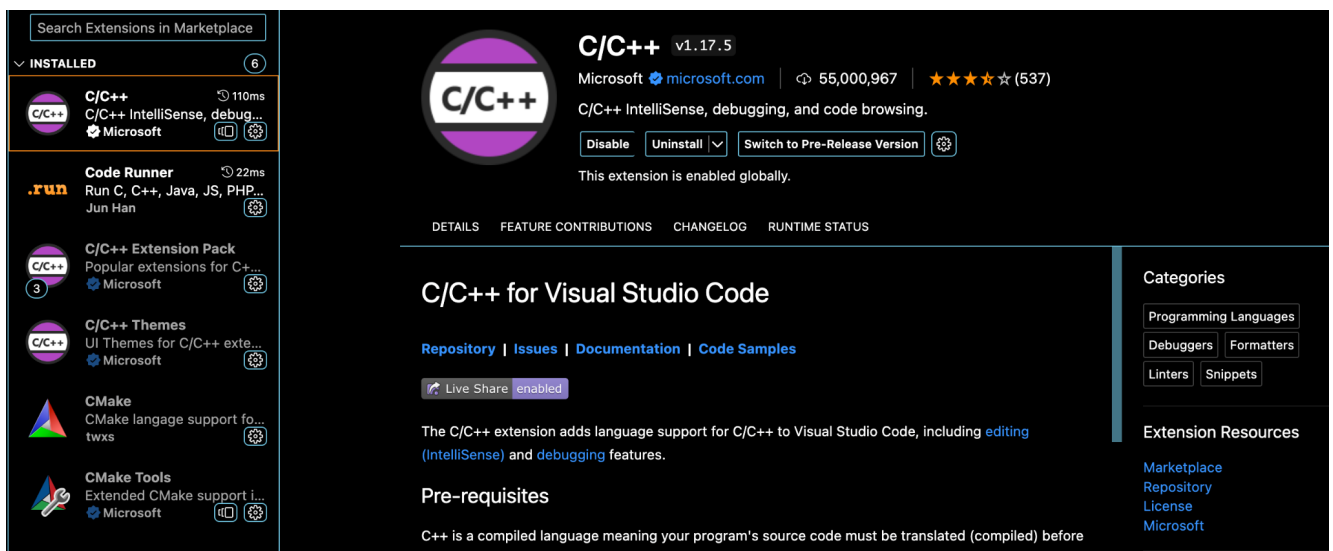 Search Extensions in Marketplace
INSTALLED 6
C/C++ 110ms
C/C++ IntelliSense, debug...
Microsoft
Code Runner 22ms
Run C, C++, Java, JS, PHP...
Jun Han
C/C++ Extension Pack
Popular extensions for C+...
Microsoft
3
C/C++ Themes
UI Themes for C/C++ exte...
Microsoft
CMake
CMake langage support fo...
twxs
CMake Tools
Extended CMake support i...
Microsoft
C/C++
C/C++
C/C++
.run
C/C++
C/C++ v1.17.5
Microsoft microsoft.com 55,000,967 (537)
C/C++ IntelliSense, debugging, and code browsing.
Disable Uninstall Switch to Pre-Release Version
This extension is enabled globally.
DETAILS FEATURE CONTRIBUTIONS CHANGELOG RUNTIME STATUS
C/C++ for Visual Studio Code
Repository | Issues | Documentation | Code Samples
Live Share enabled
The C/C++ extension adds language support for C/C++ to Visual Studio Code, including editing
(IntelliSense) and debugging features.
Pre-requisites
C++ is a compiled language meaning your program's source code must be translated (compiled) before
Categories
Programming Languages
Debuggers Formatters
Linters Snippets
Extension Resources
Marketplace
Repository
License
Microsoft